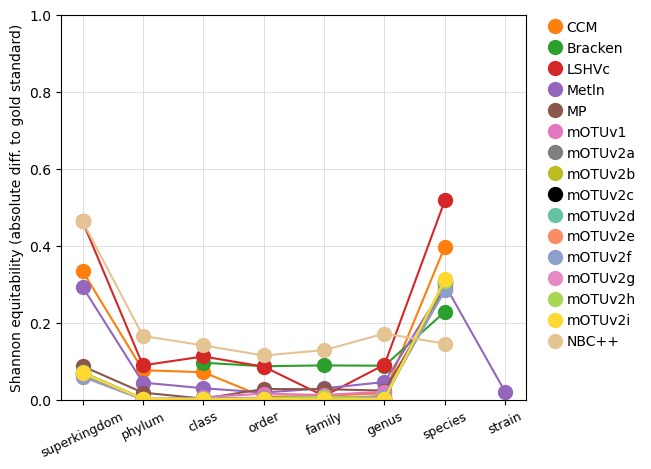 Shannon equitability (absolute diff. to gold standard)
1.0
0.8
0.6
0.4
0.2
0.0
superkingdom
phylum
class
order
family
genus
species
strain
CCM
Bracken
LSHVc
Metln
MP
mOTUv1
mOTUv2a
mOTUv2b
mOTUv2c
mOTUv2d
mOTUv2e
mOTUv2f
mOTUv2g
mOTUv2h
mOTUv2i
NBC++